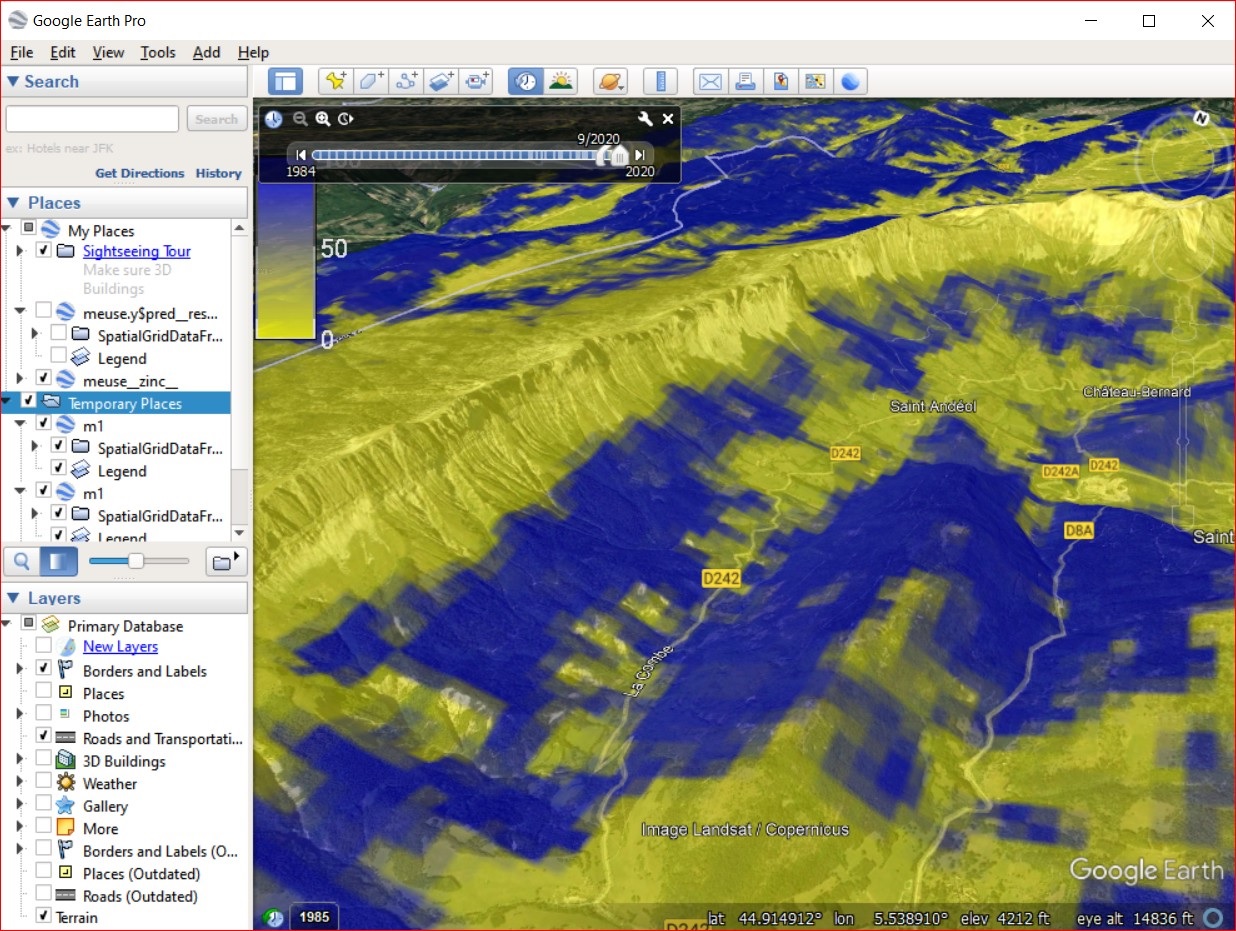 Google Earth Pro
File Edit View Tools Add Help
Search
Search
ex: Hotels near JFK
Get Directions History
Places
My Places
Sightseeing Tour
Make sure 3D
Buildings
meuse.y$pred__res...
SpatialGridDataFr...
Legend
meuse__zinc__
Temporary Places
m1
SpatialGridDataFr...
Legend
m1
SpatialGridDataFr...
Legend
Layers
Primary Database
New Layers
Borders and Labels
Places
Photos
Roads and Transportati...
3D Buildings
Weather
Gallery
More
Borders and Labels (O...
Places (Outdated)
Roads (Outdated)
Terrain
9/2020
1984 2020
100
50
0
N
Saint-Andéol
Château-Bernard
D242
D242A
D242
D8A
Saint
D242
La Combe
Image Landsat / Copernicus
Google Earth
D242
1985
lat 44.914912° lon 5.538910° elev 4212 ft eye alt 14836 ft